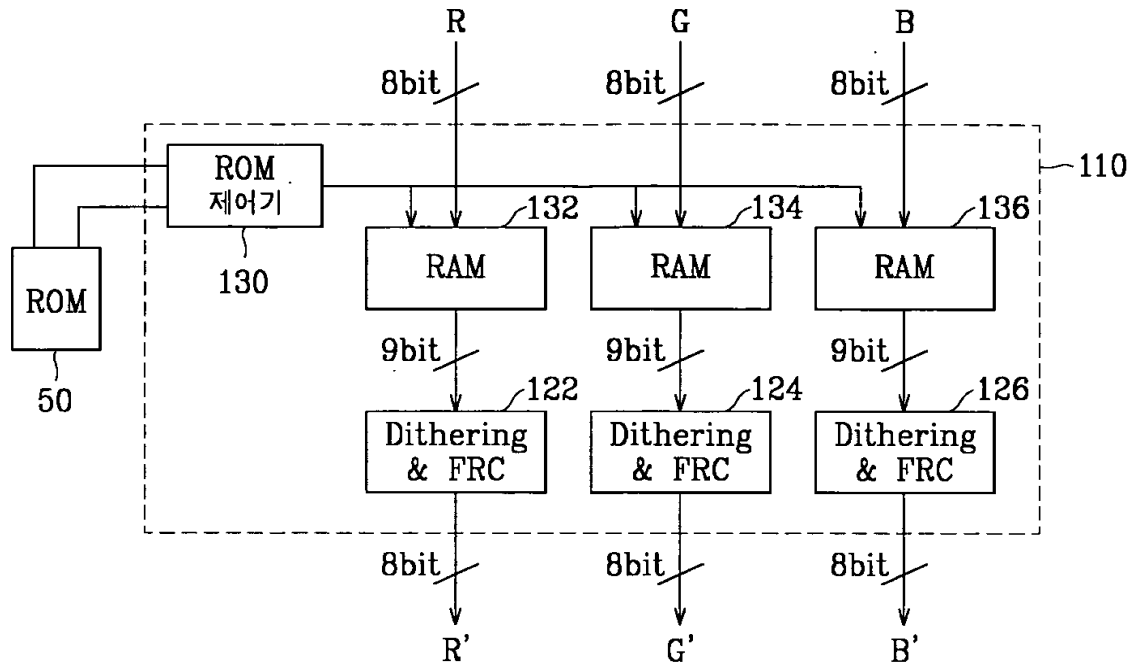 R G B
8bit 8bit 8bit
ROM
제어기
110
132 134 136
130
RAM RAM RAM
ROM
50
9bit 9bit 9bit
122 124 126
Dithering
& FRC
Dithering
& FRC
Dithering
& FRC
8bit 8bit 8bit
R' G' B'